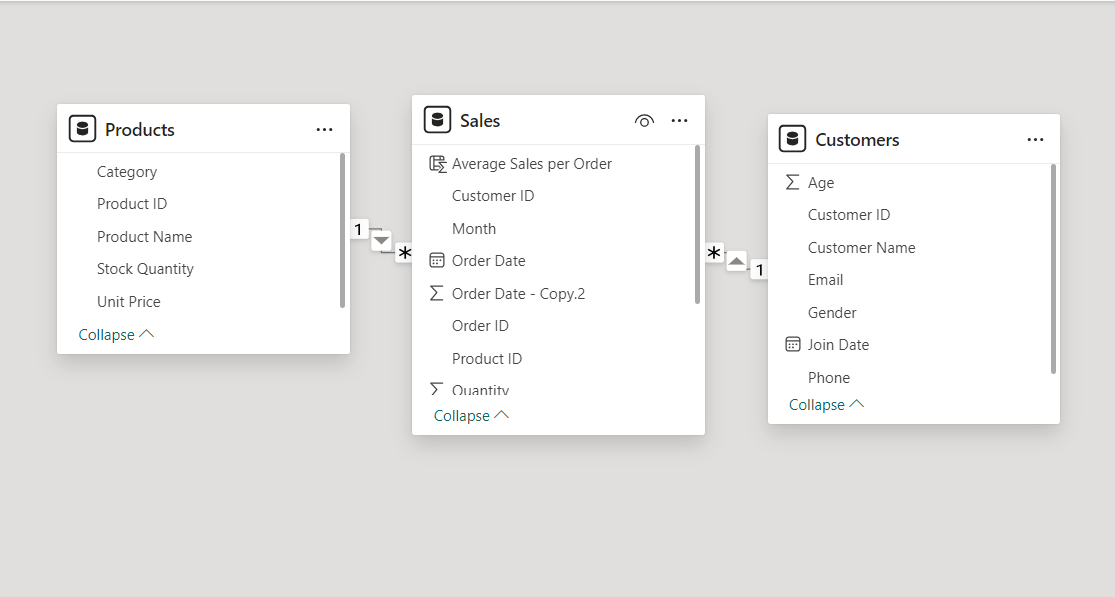 Products
Category
Product ID
Product Name
Stock Quantity
Unit Price
Collapse
1
*
Sales
Average Sales per Order
Customer ID
Month
Order Date
Order Date - Copy.2
Order ID
Product ID
Quantity
Collapse
*
1
Customers
Age
Customer ID
Customer Name
Email
Gender
Join Date
Phone
Collapse